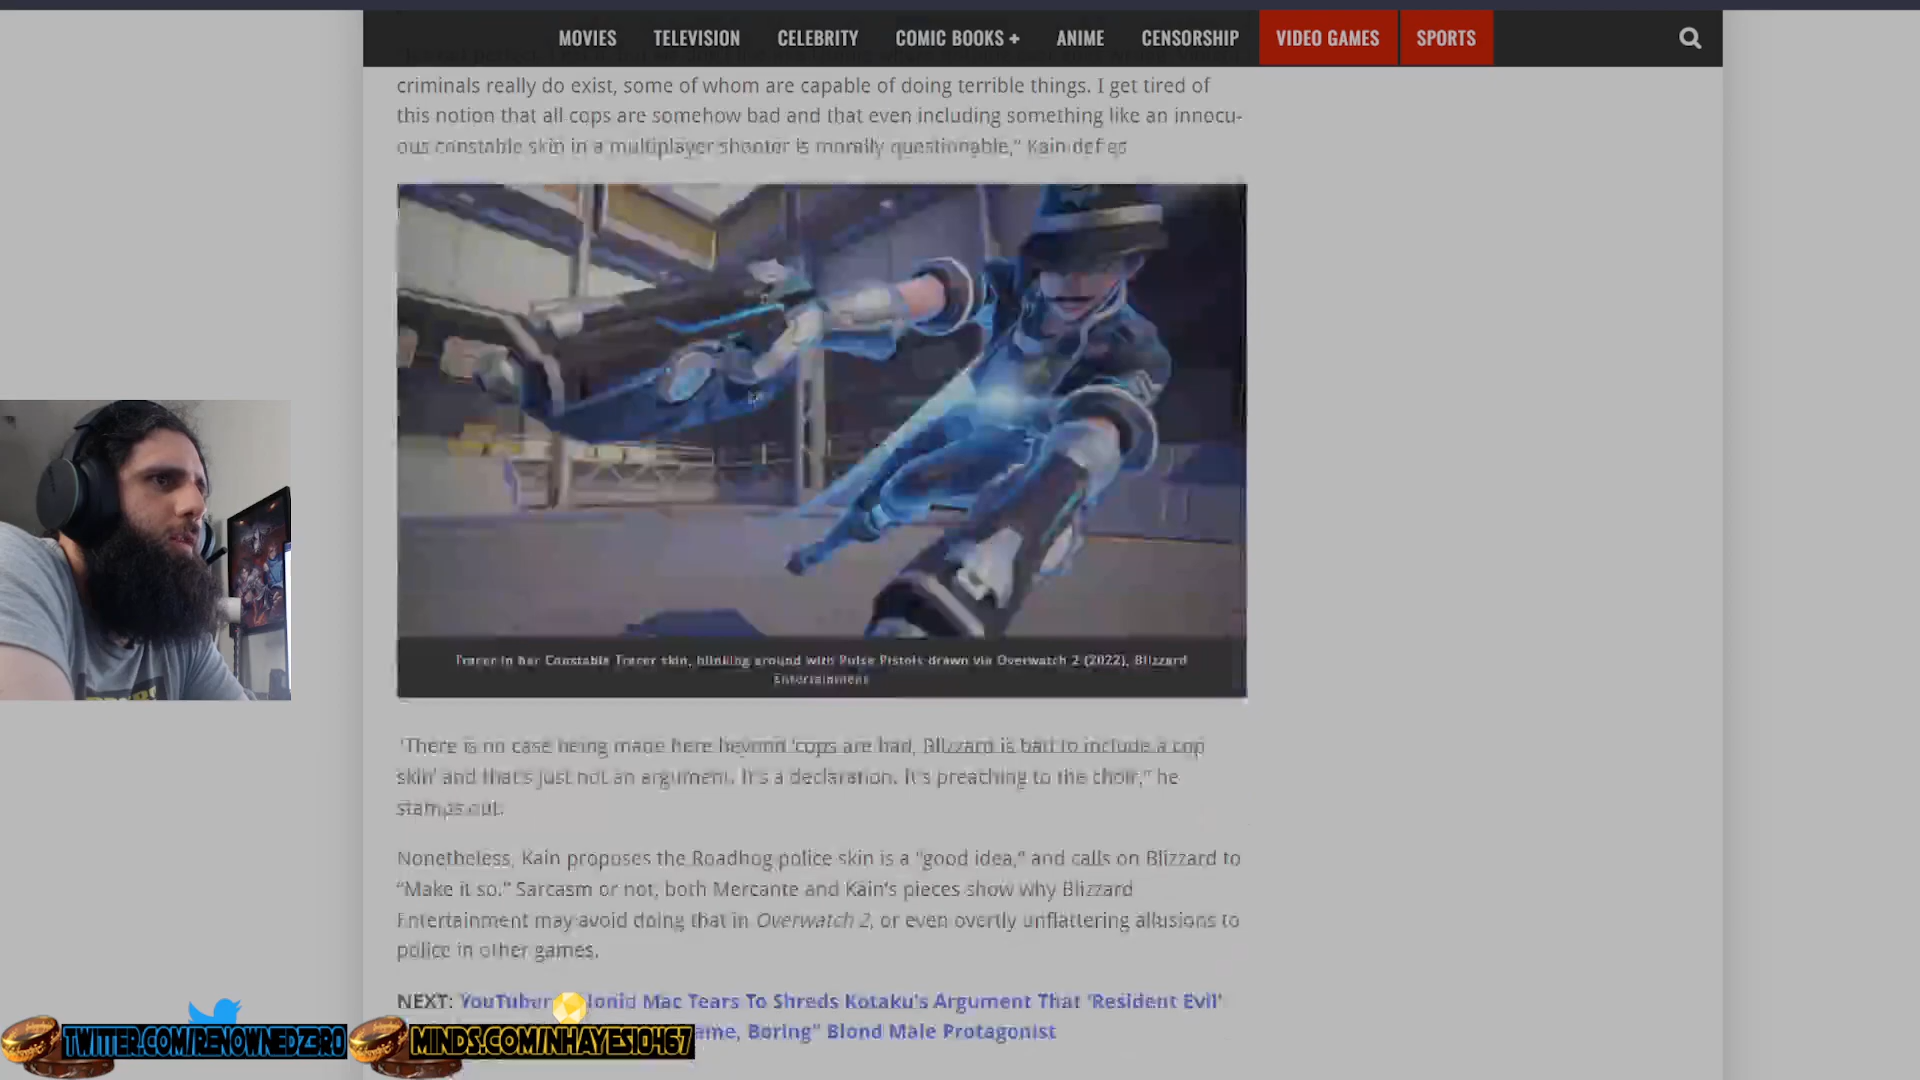 MOVIES TELEVISION CELEBRITY COMIC BOOKS + ANIME CENSORSHIP VIDEO GAMES SPORTS
criminals really do exist, some of whom are capable of doing terrible things. I get tired of
this notion that all cops are somehow bad and that even including something like an innocu-
ous constable skin in a multiplayer shooter is morally questionable,” Kain
Tracer in her Constable Tracer skin, blinking around with Pulse Pistols drawn via Overwatch 2 (2022), Blizzard
Entertainment
“There is no case being made here beyond ‘cops are bad, Blizzard is bad to include a cop
skin’ and that’s just not an argument. It’s a declaration. It’s preaching to the choir,” he
stamps out.
Nonetheless, Kain proposes the Roadhog police skin is a “good idea,” and calls on Blizzard to
“Make it so.” Sarcasm or not, both Mercante and Kain’s pieces show why Blizzard
Entertainment may avoid doing that in Overwatch 2, or even overtly unflattering allusions to
police in other games.
NEXT: YouTuber Mac Tears To Shreds Kotaku’s Argument That ‘Resident Evil’
Boring” Blond Male Protagonist
TWITTER.COM/RENOWNEDZ3R0
MINDS.COM/NHAYES10467